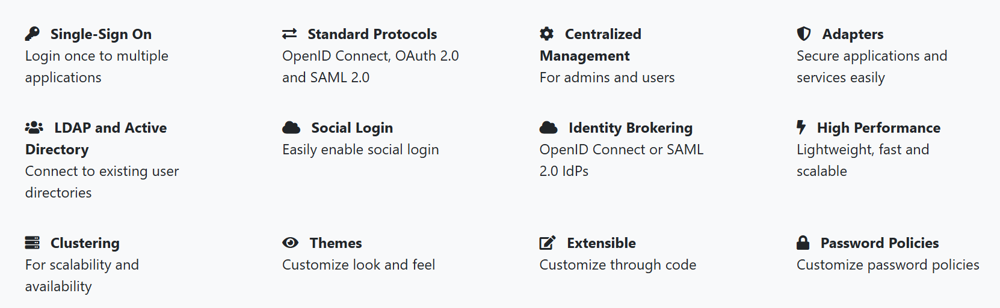 Single-Sign On
Login once to multiple
applications
Standard Protocols
OpenID Connect, OAuth 2.0
and SAML 2.0
Centralized
Management
For admins and users
Adapters
Secure applications and
services easily
LDAP and Active
Directory
Connect to existing user
directories
Social Login
Easily enable social login
Identity Brokering
OpenID Connect or SAML
2.0 IdPs
High Performance
Lightweight, fast and
scalable
Clustering
For scalability and
availability
Themes
Customize look and feel
Extensible
Customize through code
Password Policies
Customize password policies